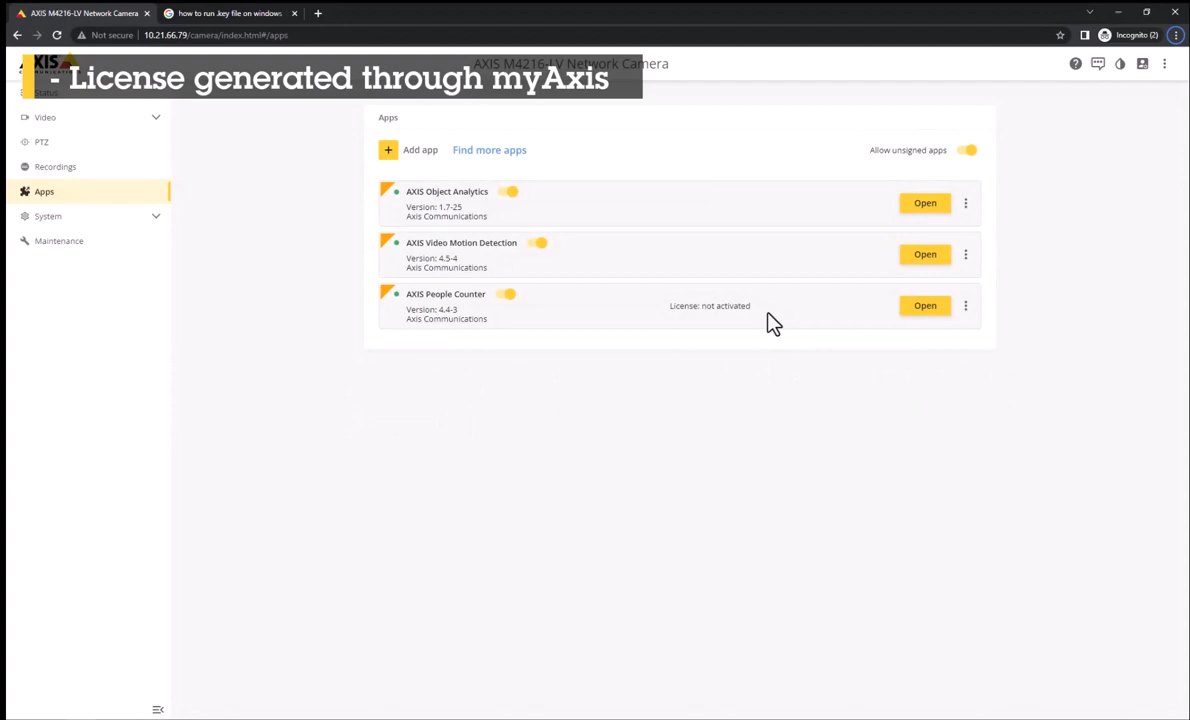 AXIS M4216-LV Network Camera
how to run .key file on windows
Not secure 10.21.66.79/camera/index.html#/apps
Incognito (2)
AXIS M4216-LV Network Camera
- License generated through myAxis
Status
Video
PTZ
Recordings
Apps
System
Maintenance
Apps
+ Add app Find more apps
Allow unsigned apps
AXIS Object Analytics
Version: 1.7-25
Axis Communications
Open
AXIS Video Motion Detection
Version: 4.5-4
Axis Communications
Open
AXIS People Counter
Version: 4.4-3
Axis Communications
License: not activated
Open